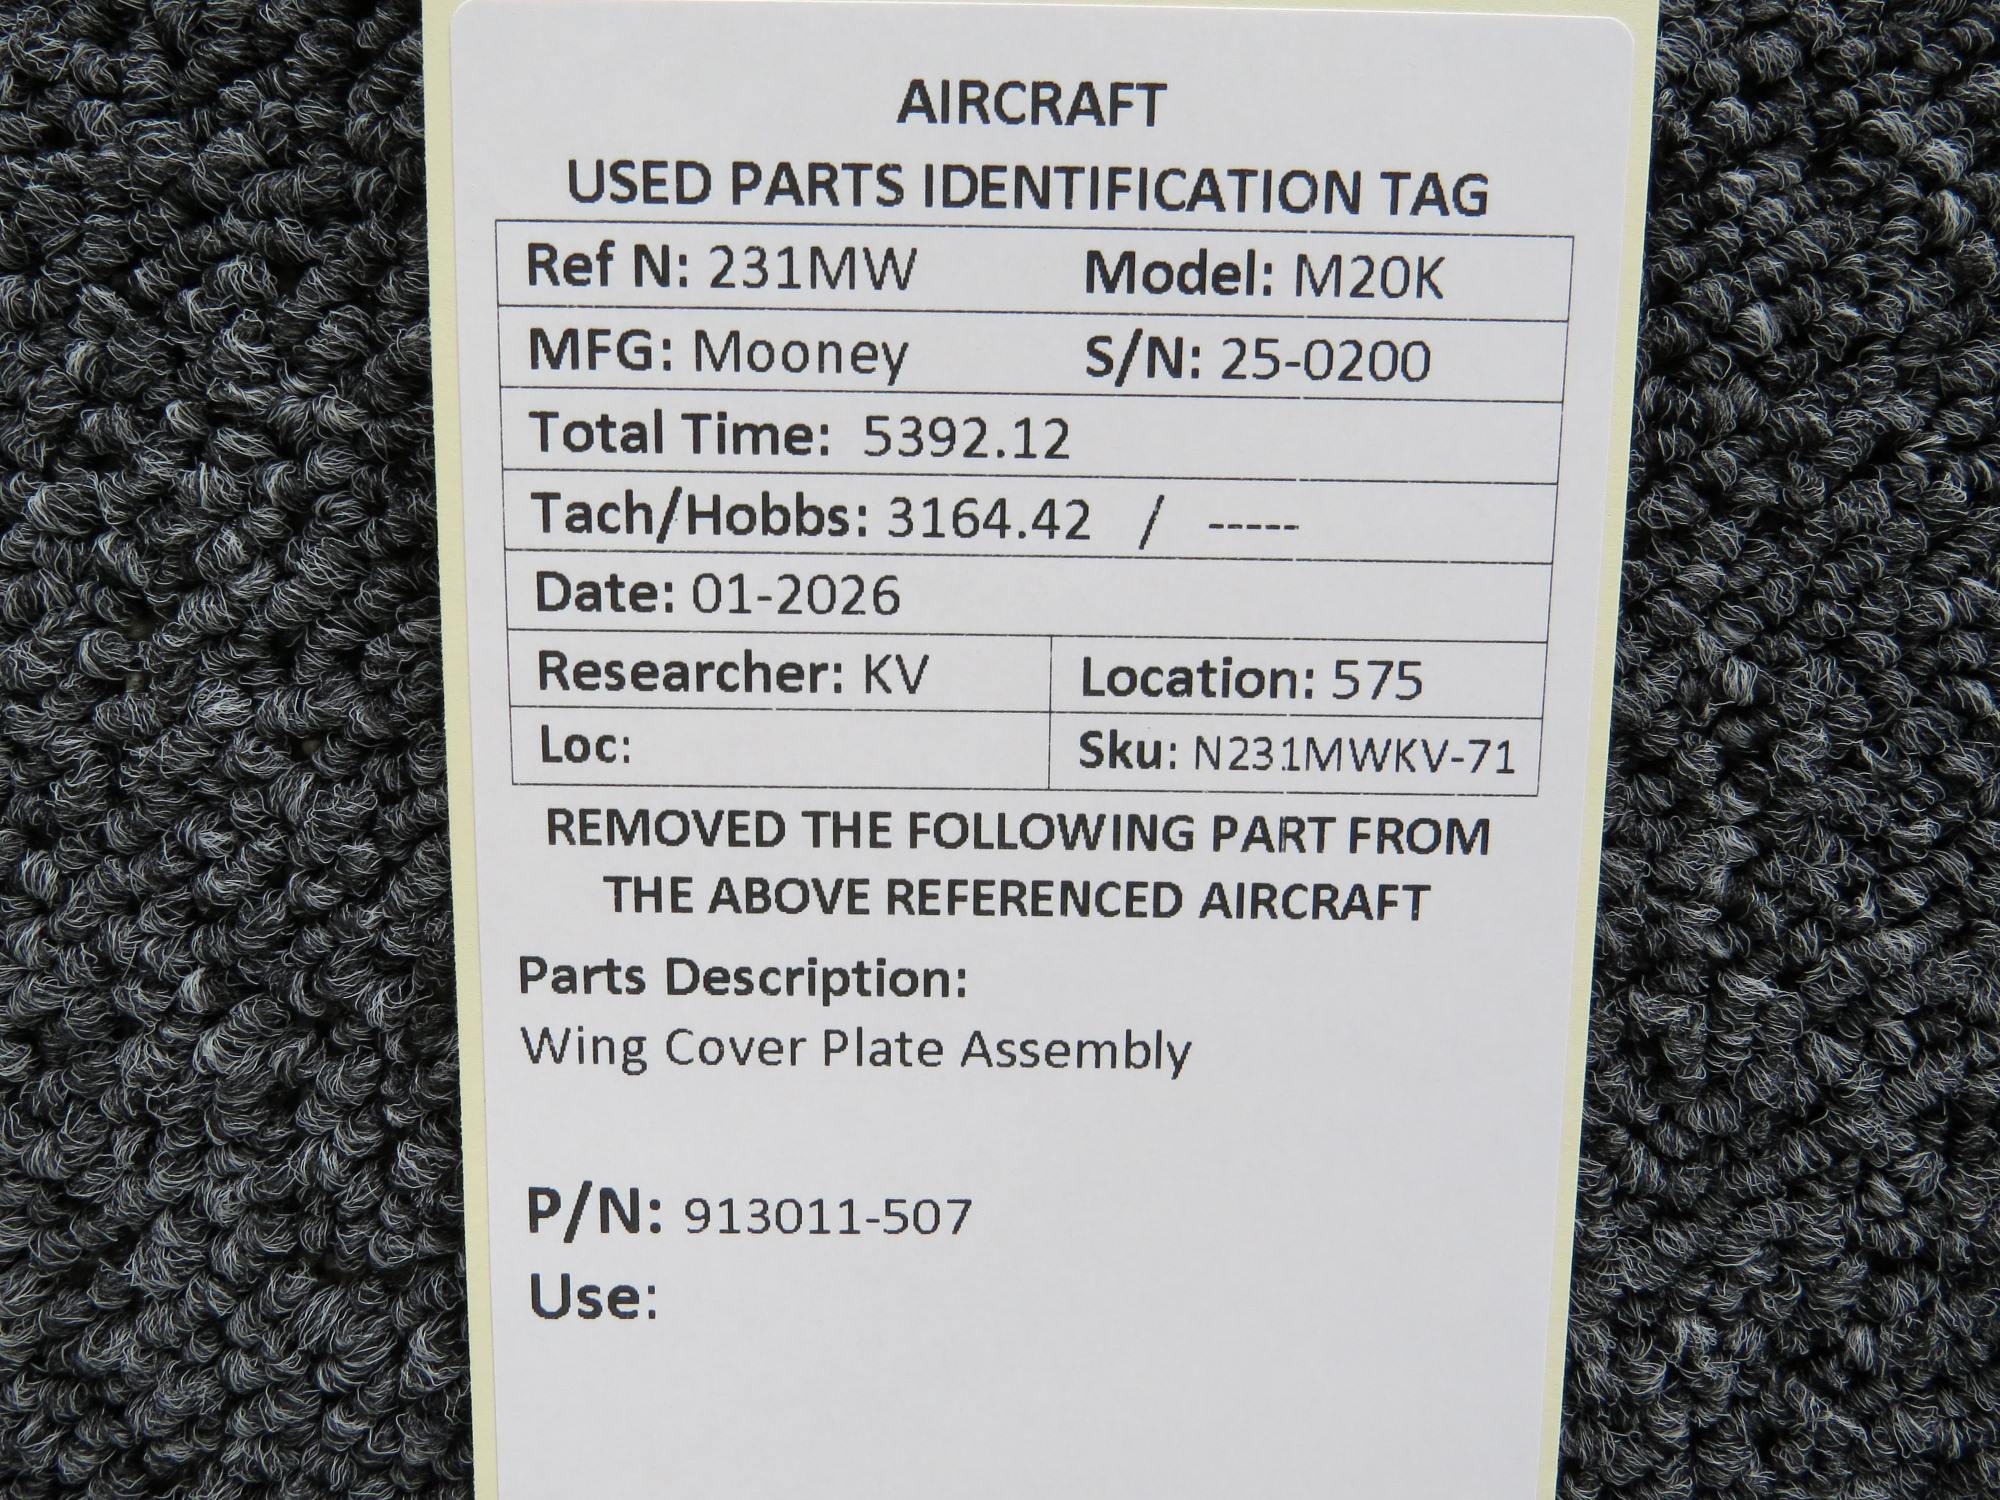 AIRCRAFT
USED PARTS IDENTIFICATION TAG
Ref N: 231MW Model: M20K
MFG: Mooney S/N: 25-0200
Total Time: 5392.12
Tach/Hobbs: 3164.42 / -----
Date: 01-2026
Researcher: KV Location: 575
Loc: Sku: N231MWKV-71
REMOVED THE FOLLOWING PART FROM
THE ABOVE REFERENCED AIRCRAFT
Parts Description:
Wing Cover Plate Assembly
P/N: 913011-507
Use: